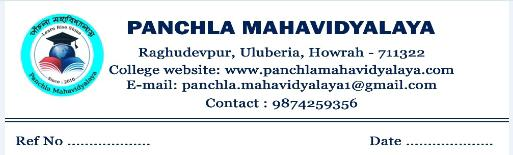 পাঁচলা মহাবিদ্যালয়
Learn Rise Shine
Since - 2010
Panchla Mahavidyalaya
PANCHLA MAHAVIDYALAYA
Raghudevpur, Uluberia, Howrah - 711322
College website: www.panchlamahavidyalaya.com
E-mail: panchla.mahavidyalaya1@gmail.com
Contact : 9874259356
Ref No ................... Date ....................